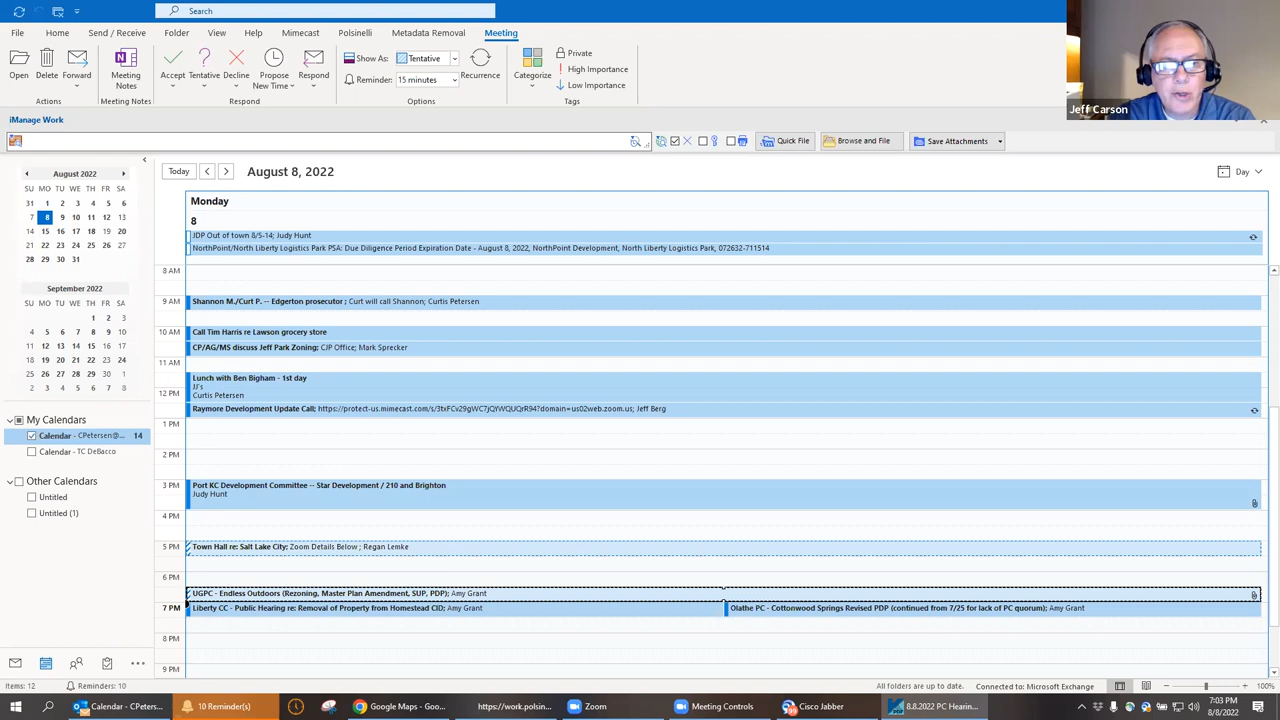 Search
File Home Send / Receive Folder View Help Mimecast Polsinelli Metadata Removal Meeting
Open Delete Forward Meeting Notes Accept Tentative Decline Propose New Time Respond Show As: Tentative Reminder: 15 minutes Recurrence Categorize Private High Importance Low Importance
Actions Meeting Notes Respond Options Tags
Jeff Carson
iManage Work
Quick File Browse and File Save Attachments
August 2022
SU MO TU WE TH FR SA
31 1 2 3 4 5 6
7 8 9 10 11 12 13
14 15 16 17 18 19 20
21 22 23 24 25 26 27
28 29 30 31
September 2022
SU MO TU WE TH FR SA
1 2 3
4 5 6 7 8 9 10
11 12 13 14 15 16 17
18 19 20 21 22 23 24
25 26 27 28 29 30 1
2 3 4 5 6 7 8
My Calendars
Calendar - CPetersen@... 14
Calendar - TC DeBacco
Other Calendars
Untitled
Untitled (1)
Today August 8, 2022 Day
Monday
8
JDP Out of town 8/5-14; Judy Hunt
NorthPoint/North Liberty Logistics Park PSA: Due Diligence Period Expiration Date - August 8, 2022, NorthPoint Development, North Liberty Logistics Park, 072632-711514
8 AM
9 AM Shannon M./Curt P. -- Edgerton prosecutor ; Curt will call Shannon; Curtis Petersen
10 AM Call Tim Harris re Lawson grocery store
CP/AG/MS discuss Jeff Park Zoning; CJP Office; Mark Sprecker
11 AM
Lunch with Ben Bigham - 1st day
JJ's
12 PM Curtis Petersen
Raymore Development Update Call; https://protect-us.mimecast.com/s/3txFCv29gWC7jQYWQUQrR94?domain=us02web.zoom.us; Jeff Berg
1 PM
2 PM
3 PM Port KC Development Committee -- Star Development / 210 and Brighton
Judy Hunt
4 PM
5 PM Town Hall re: Salt Lake City; Zoom Details Below ; Regan Lemke
6 PM
UGPC - Endless Outdoors (Rezoning, Master Plan Amendment, SUP, PDP); Amy Grant
7 PM Liberty CC - Public Hearing re: Removal of Property from Homestead CID; Amy Grant Olathe PC - Cottonwood Springs Revised PDP (continued from 7/25 for lack of PC quorum); Amy Grant
8 PM
9 PM
Items: 12 Reminders: 10 All folders are up to date. Connected to: Microsoft Exchange 100%
Calendar - CPeters... 10 Reminder(s) Google Maps - Goo... https://work.polsin... Zoom Meeting Controls Cisco Jabber 8.8.2022 PC Hearin... 7:03 PM
8/8/2022